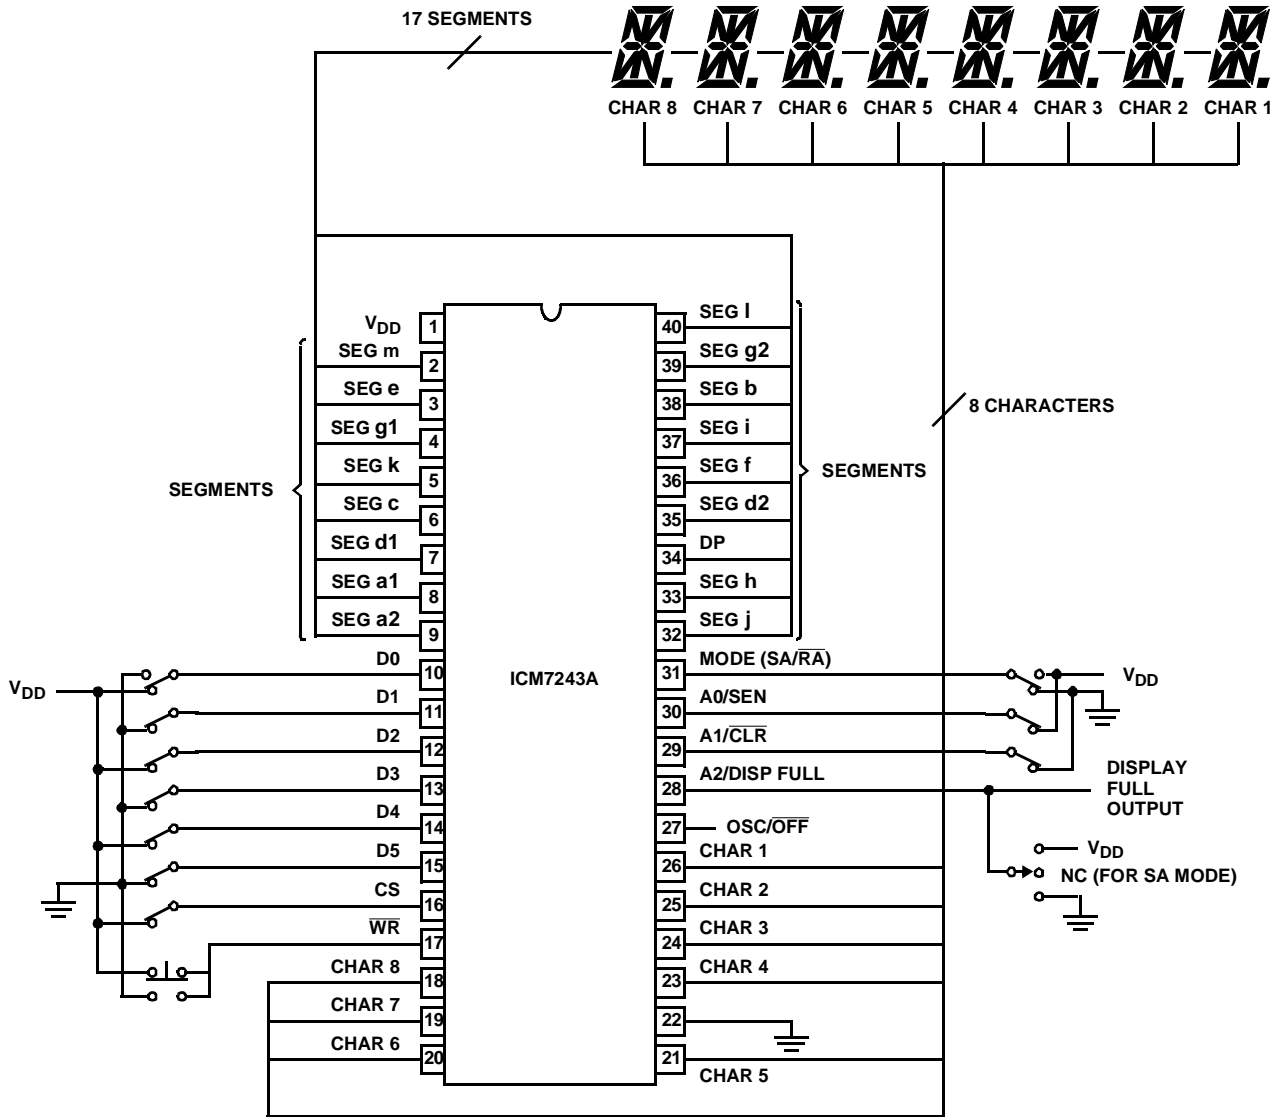 17 SEGMENTS
CHAR 8 CHAR 7 CHAR 6 CHAR 5 CHAR 4 CHAR 3 CHAR 2 CHAR 1
8 CHARACTERS
VDD 1
SEG m 2
SEG e 3
SEG g1 4
SEG k 5
SEG c 6
SEG d1 7
SEG a1 8
SEG a2 9
SEGMENTS
D0 10
D1 11
D2 12
D3 13
D4 14
D5 15
CS 16
W̅R̅ 17
CHAR 8 18
CHAR 7 19
CHAR 6 20
VDD
ICM7243A
40 SEG l
39 SEG g2
38 SEG b
37 SEG i
36 SEG f
35 SEG d2
34 DP
33 SEG h
32 SEG j
SEGMENTS
31 MODE (SA/R̅A̅)
30 A0/SEN
29 A1/C̅L̅R̅
28 A2/DISP FULL
27 OSC/O̅F̅F̅
26 CHAR 1
25 CHAR 2
24 CHAR 3
23 CHAR 4
22
21 CHAR 5
VDD
DISPLAY
FULL
OUTPUT
VDD
NC (FOR SA MODE)